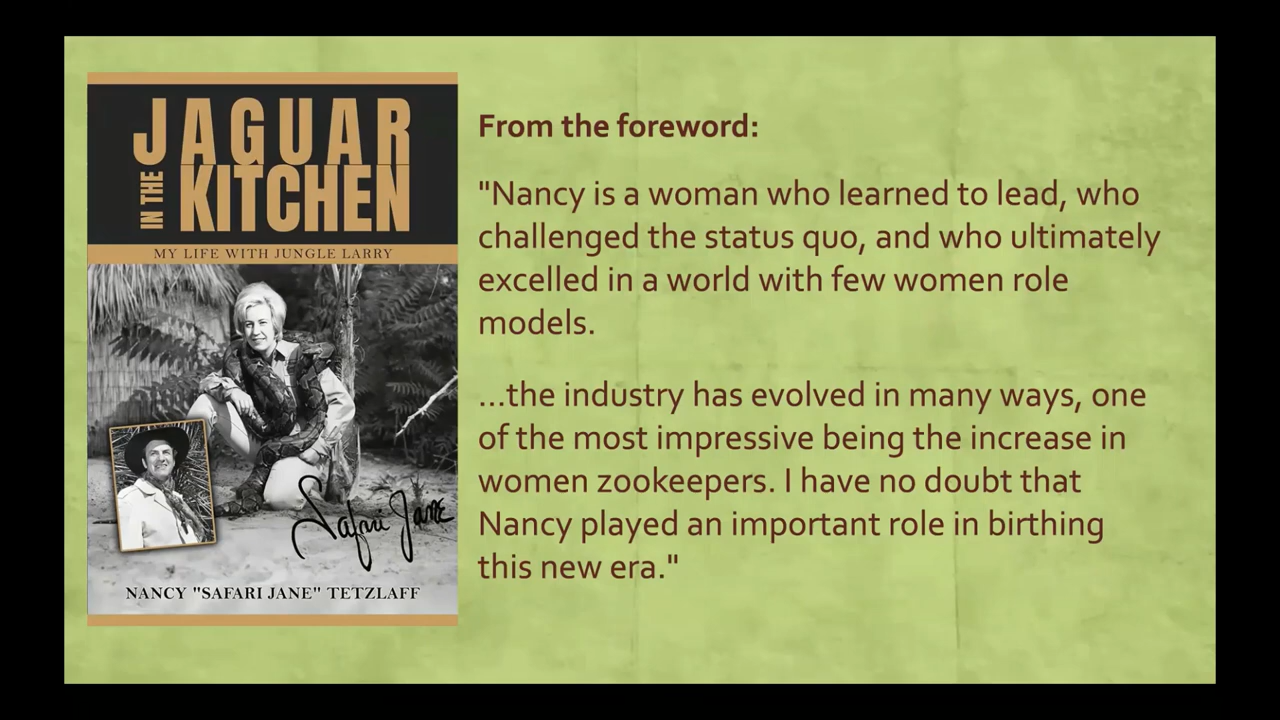 JAGUAR
IN THE
KITCHEN
MY LIFE WITH JUNGLE LARRY
Safari Jane
NANCY "SAFARI JANE" TETZLAFF
From the foreword:
"Nancy is a woman who learned to lead, who
challenged the status quo, and who ultimately
excelled in a world with few women role
models.
...the industry has evolved in many ways, one
of the most impressive being the increase in
women zookeepers. I have no doubt that
Nancy played an important role in birthing
this new era."